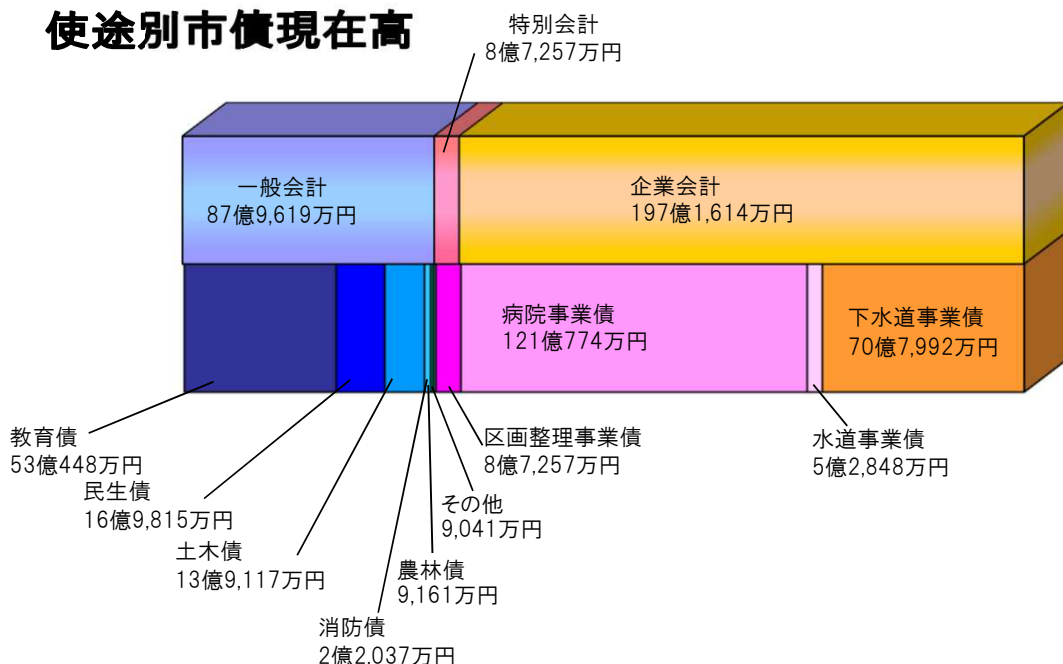 使途別市債現在高
特別会計
8億7,257万円
一般会計
87億9,619万円
企業会計
197億1,614万円
病院事業債
121億774万円
下水道事業債
70億7,992万円
教育債
53億448万円
民生債
16億9,815万円
土木債
13億9,117万円
消防債
2億2,037万円
農林債
9,161万円
その他
9,041万円
区画整理事業債
8億7,257万円
水道事業債
5億2,848万円